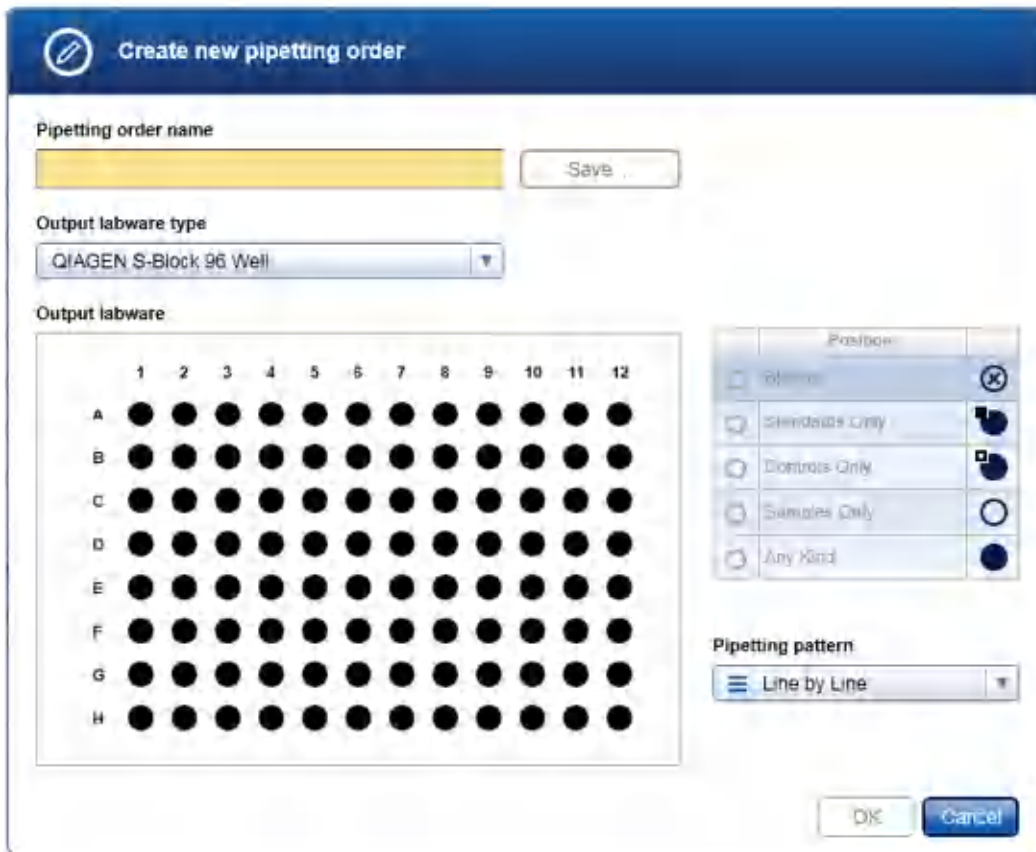 Create new pipetting order
Pipetting order name
Save ...
Output labware type
QIAGEN S-Block 96 Well
Output labware
1 2 3 4 5 6 7 8 9 10 11 12
A
B
C
D
E
F
G
H
Position
Standards Only
Controls Only
Samples Only
Any Kind
Pipetting pattern
Line by Line
OK
Cancel